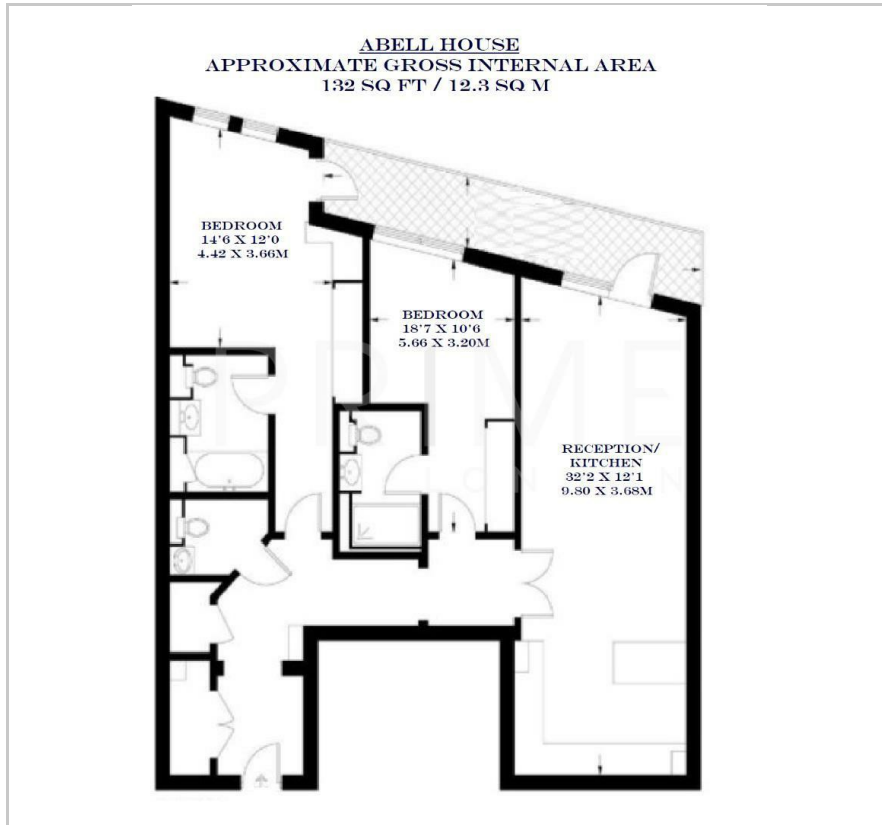 ABELL HOUSE
APPROXIMATE GROSS INTERNAL AREA
132 SQ FT / 12.3 SQ M
BEDROOM
14'6 X 12'0
4.42 X 3.66M
BEDROOM
18'7 X 10'6
5.66 X 3.20M
PRIME
LONDON
RECEPTION/
KITCHEN
32'2 X 12'1
9.80 X 3.68M